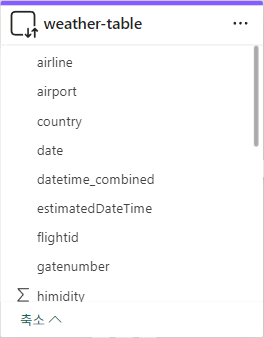 weather-table
airline
airport
country
date
datetime_combined
estimatedDateTime
flightid
gatenumber
himidity
축소